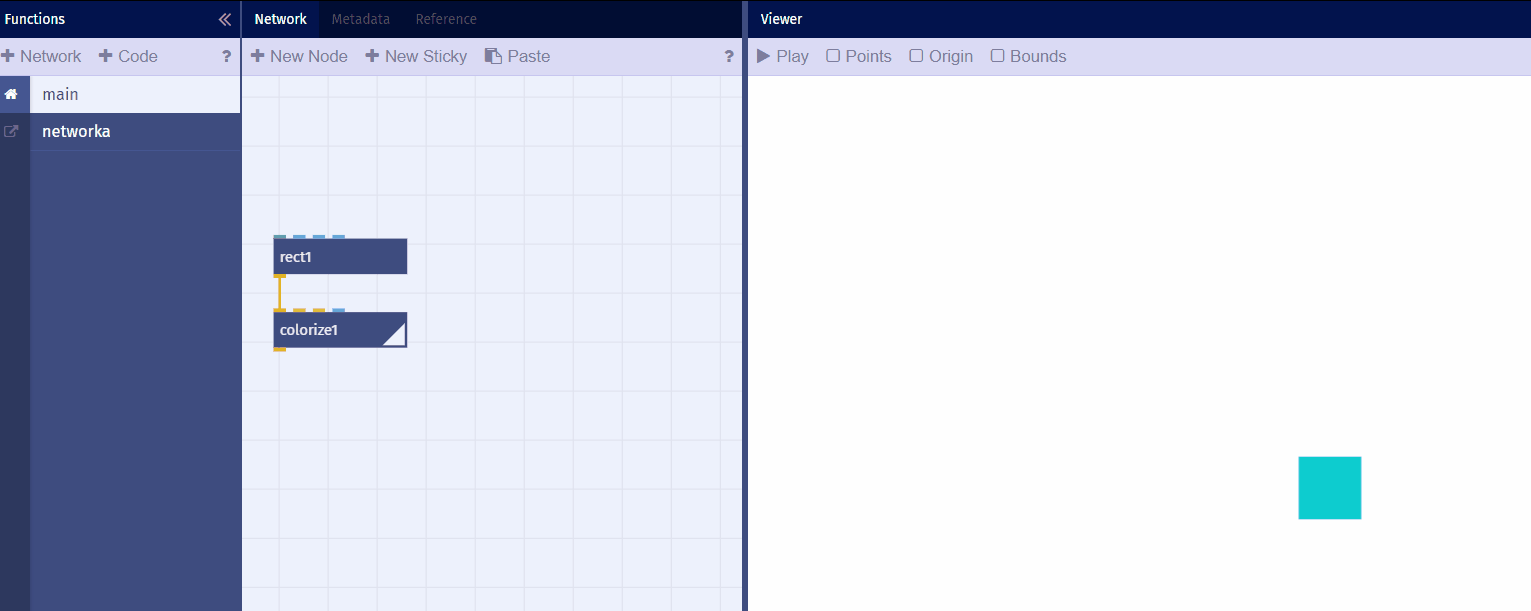 Functions
Network Metadata Reference
Viewer
Network Code ?
New Node New Sticky Paste ?
Play Points Origin Bounds
main
networka
rect1
colorize1